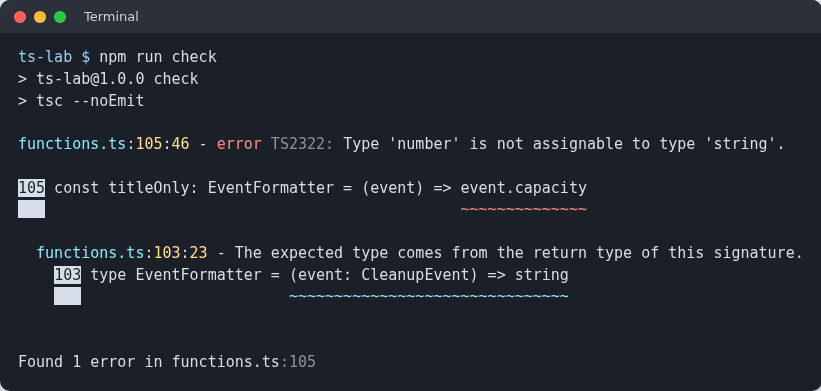 Terminal
ts-lab $ npm run check
> ts-lab@1.0.0 check
> tsc --noEmit
functions.ts:105:46 - error TS2322: Type 'number' is not assignable to type 'string'.
105 const titleOnly: EventFormatter = (event) => event.capacity
~~~~~~~~~~~~~~
functions.ts:103:23 - The expected type comes from the return type of this signature.
103 type EventFormatter = (event: CleanupEvent) => string
~~~~~~~~~~~~~~~~~~~~~~~~~~~~~~~
Found 1 error in functions.ts:105